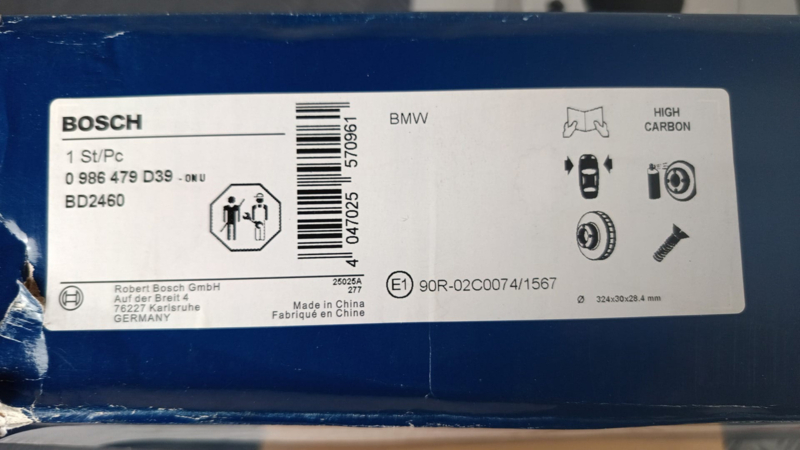 BOSCH
1 St/Pc
0 986 479 D39 - 0NU
BD2460
4 047025 570961
Robert Bosch GmbH
Auf der Breit 4
76227 Karlsruhe
GERMANY
25025A
277
Made in China
Fabriqué en Chine
BMW
E1 90R-02C0074/1567
HIGH
CARBON
Ø 324x30x28.4 mm